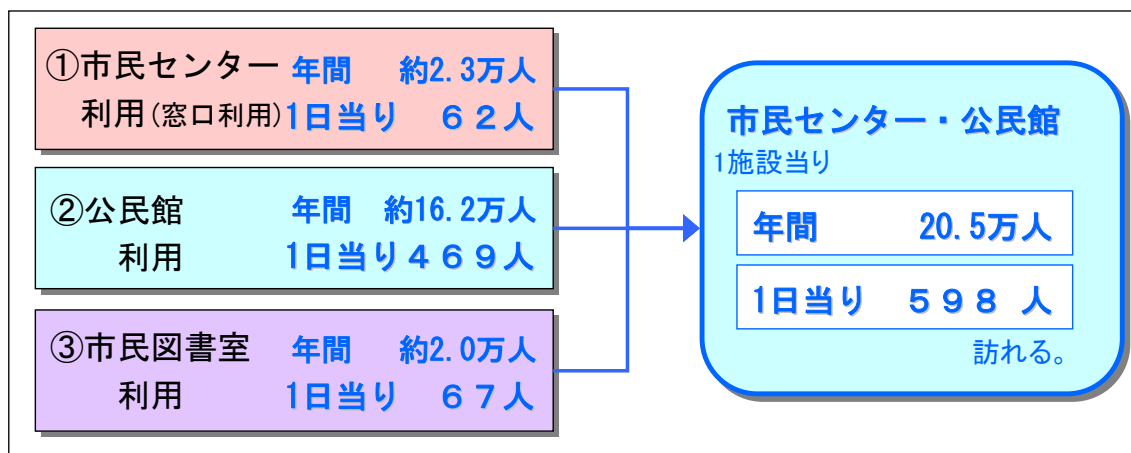 ①市民センター 年間 約2.3万人
利用(窓口利用)1日当り 62人
②公民館 年間 約16.2万人
利用 1日当り469人
③市民図書室 年間 約2.0万人
利用 1日当り 67人
市民センター・公民館
1施設当り
年間 20.5万人
1日当り 598 人
訪れる。